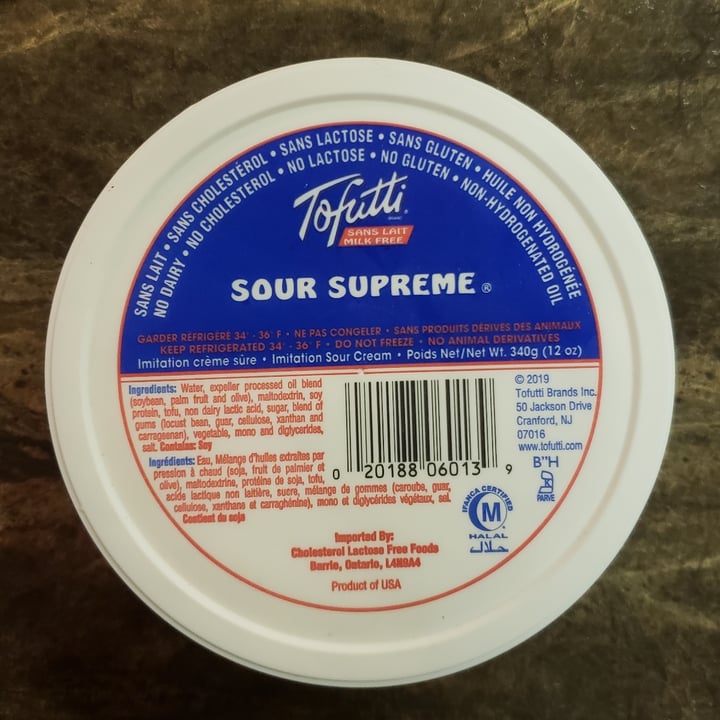 SANS LAIT • SANS CHOLESTÉROL • SANS LACTOSE • SANS GLUTEN • HUILE NON HYDROGÉNÉE
NO DAIRY • NO CHOLESTEROL • NO LACTOSE • NO GLUTEN • NON-HYDROGENATED OIL
Tofutti
SANS LAIT
MILK FREE
SOUR SUPREME ®
GARDER REFRIGÉRÉ 34° - 36° F • NE PAS CONGELER • SANS PRODUITS DÉRIVÉS DES ANIMAUX
KEEP REFRIGERATED 34° - 36° F • DO NOT FREEZE • NO ANIMAL DERIVATIVES
Imitation crème sûre • Imitation Sour Cream • Poids Net/Net Wt. 340g (12 oz)
Ingredients: Water, expeller processed oil blend
(soybean, palm fruit and olive), maltodextrin, soy
protein, tofu, non dairy lactic acid, sugar, blend of
gums (locust bean, guar, cellulose, xanthan and
carrageenan), vegetable, mono and diglycerides,
salt. Contains: Soy
Ingrédients: Eau, Mélange d'huiles extraites par
pression à chaud (soja, fruit de palmier et
olive), maltodextrine, protéine de soja, tofu,
acide lactique non laitière, sucre, mélange de gommes (caroube, guar,
cellulose, xanthane et carraghénine), mono et diglycérides végétaux, sel.
Contient du soja
0 20188 06013 9
© 2019
Tofutti Brands Inc.
50 Jackson Drive
Cranford, NJ
07016
www.tofutti.com
B"H
K
PARVE
IFANCA CERTIFIED
M
HALAL
حلال
Imported By:
Cholesterol Lactose Free Foods
Barrie, Ontario, L4N9A4
Product of USA